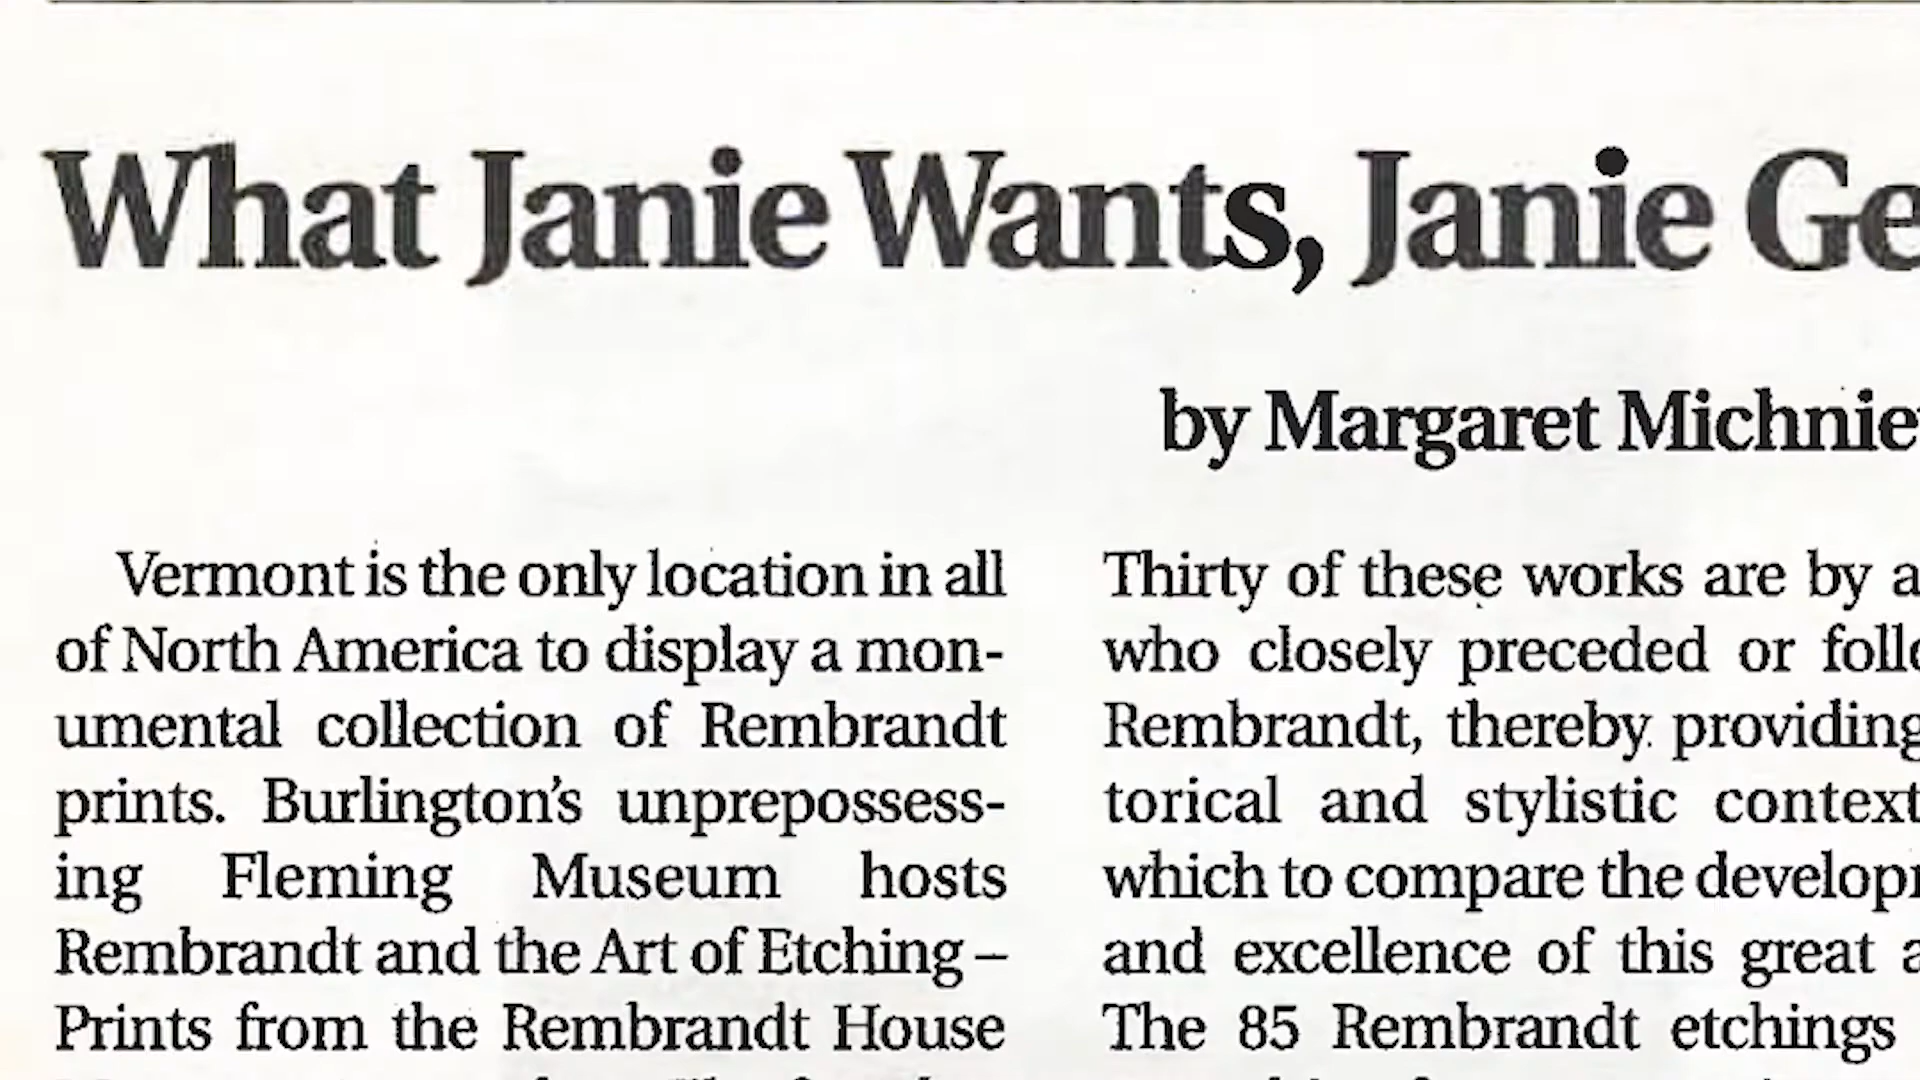 What Janie Wants, Janie Ge
by Margaret Michnie
Vermont is the only location in all
of North America to display a mon-
umental collection of Rembrandt
prints. Burlington’s unprepossess-
ing Fleming Museum hosts
Rembrandt and the Art of Etching –
Prints from the Rembrandt House
Thirty of these works are by a
who closely preceded or follo
Rembrandt, thereby providing
torical and stylistic context
which to compare the developm
and excellence of this great a
The 85 Rembrandt etchings